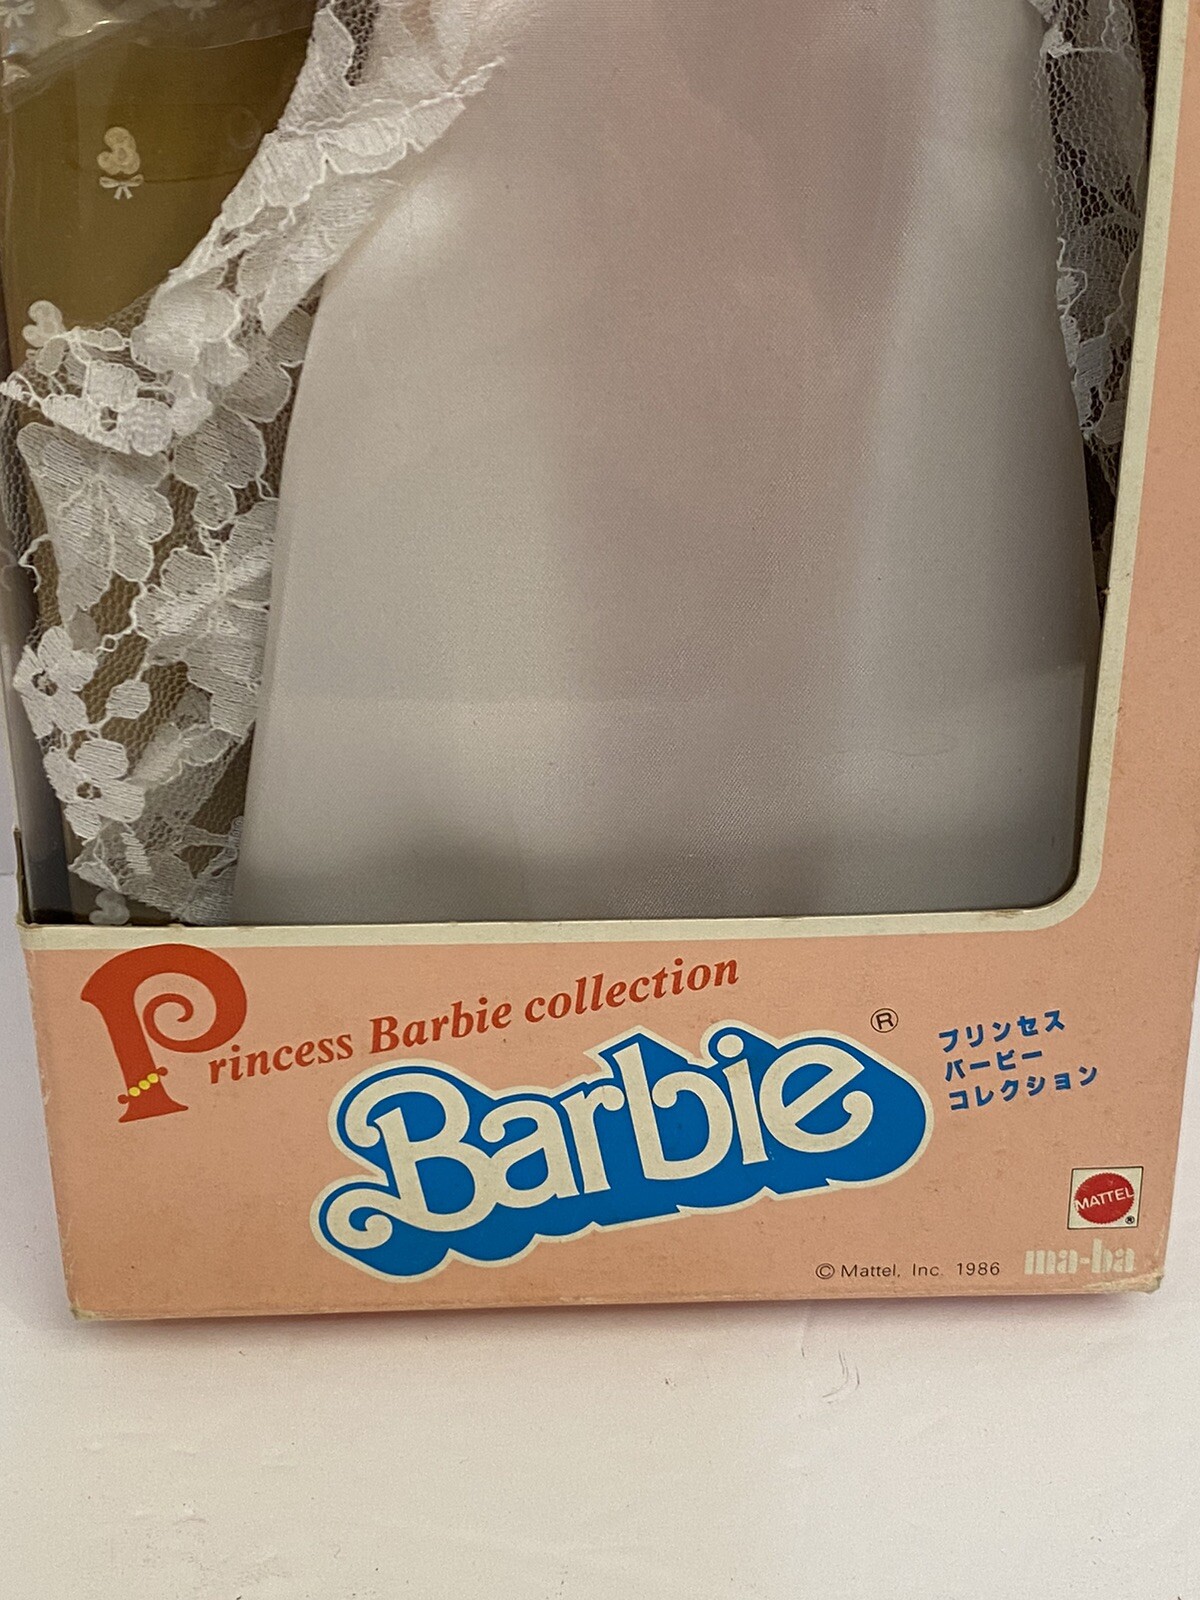 Princess Barbie collection
Barbie ®
プリンセス
バービー
コレクション
MATTEL ®
© Mattel, Inc. 1986
ma-ba